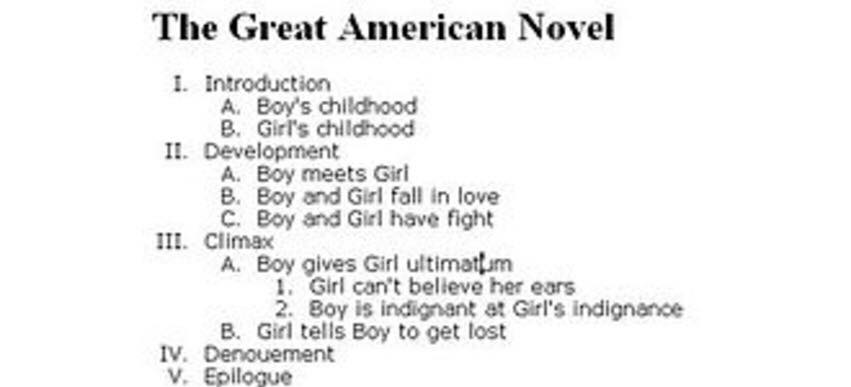 The Great American Novel
I. Introduction
A. Boy's childhood
B. Girl's childhood
II. Development
A. Boy meets Girl
B. Boy and Girl fall in love
C. Boy and Girl have fight
III. Climax
A. Boy gives Girl ultimatum
1. Girl can't believe her ears
2. Boy is indignant at Girl's indignance
B. Girl tells Boy to get lost
IV. Denouement
V. Epilogue